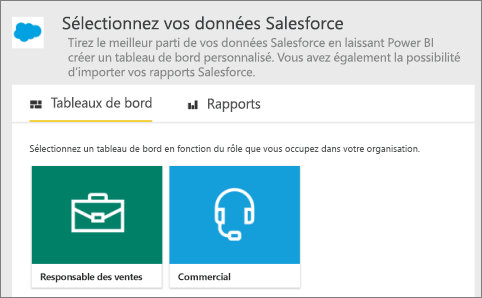 Sélectionnez vos données Salesforce
Tirez le meilleur parti de vos données Salesforce en laissant Power BI
créer un tableau de bord personnalisé. Vous avez également la possibilité
d'importer vos rapports Salesforce.
Tableaux de bord
Rapports
Sélectionnez un tableau de bord en fonction du rôle que vous occupez dans votre organisation.
Responsable des ventes
Commercial